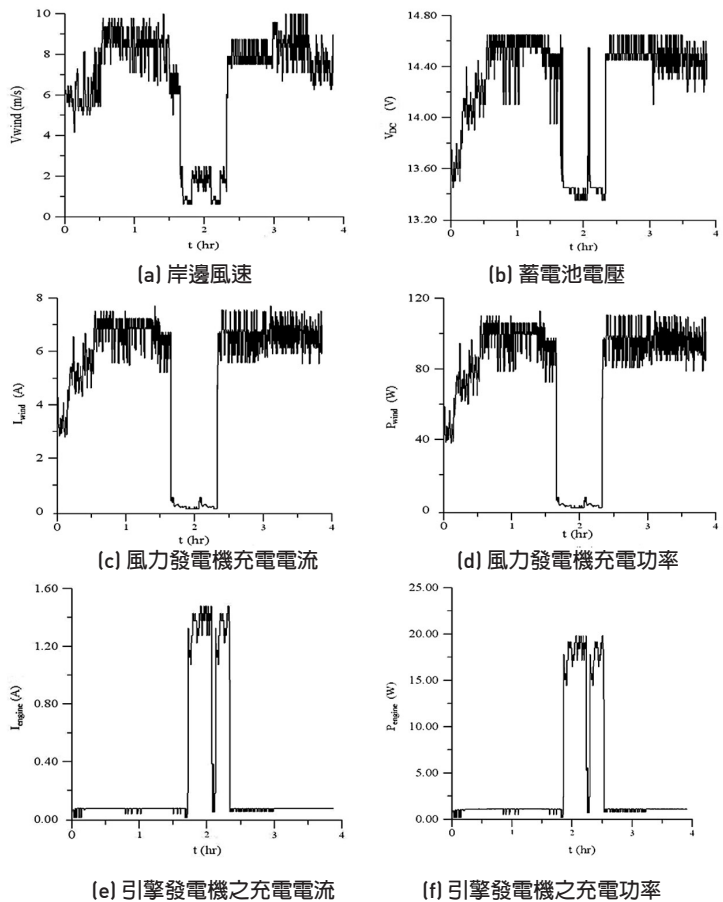 10
8
6
4
2
0
Vwind (m/s)
0 1 2 3 4
t (hr)
(a) 岸邊風速
14.80
14.40
14.00
13.60
13.20
VDC (V)
0 1 2 3 4
t (hr)
(b) 蓄電池電壓
8
6
4
2
0
Iwind (A)
0 1 2 3 4
t (hr)
(c) 風力發電機充電電流
120
80
40
0
Pwind (W)
0 1 2 3 4
t (hr)
(d) 風力發電機充電功率
1.60
1.20
0.80
0.40
0.00
Iengine (A)
0 1 2 3 4
t (hr)
(e) 引擎發電機之充電電流
25.00
20.00
15.00
10.00
5.00
0.00
Pengine (W)
0 1 2 3 4
t (hr)
(f) 引擎發電機之充電功率